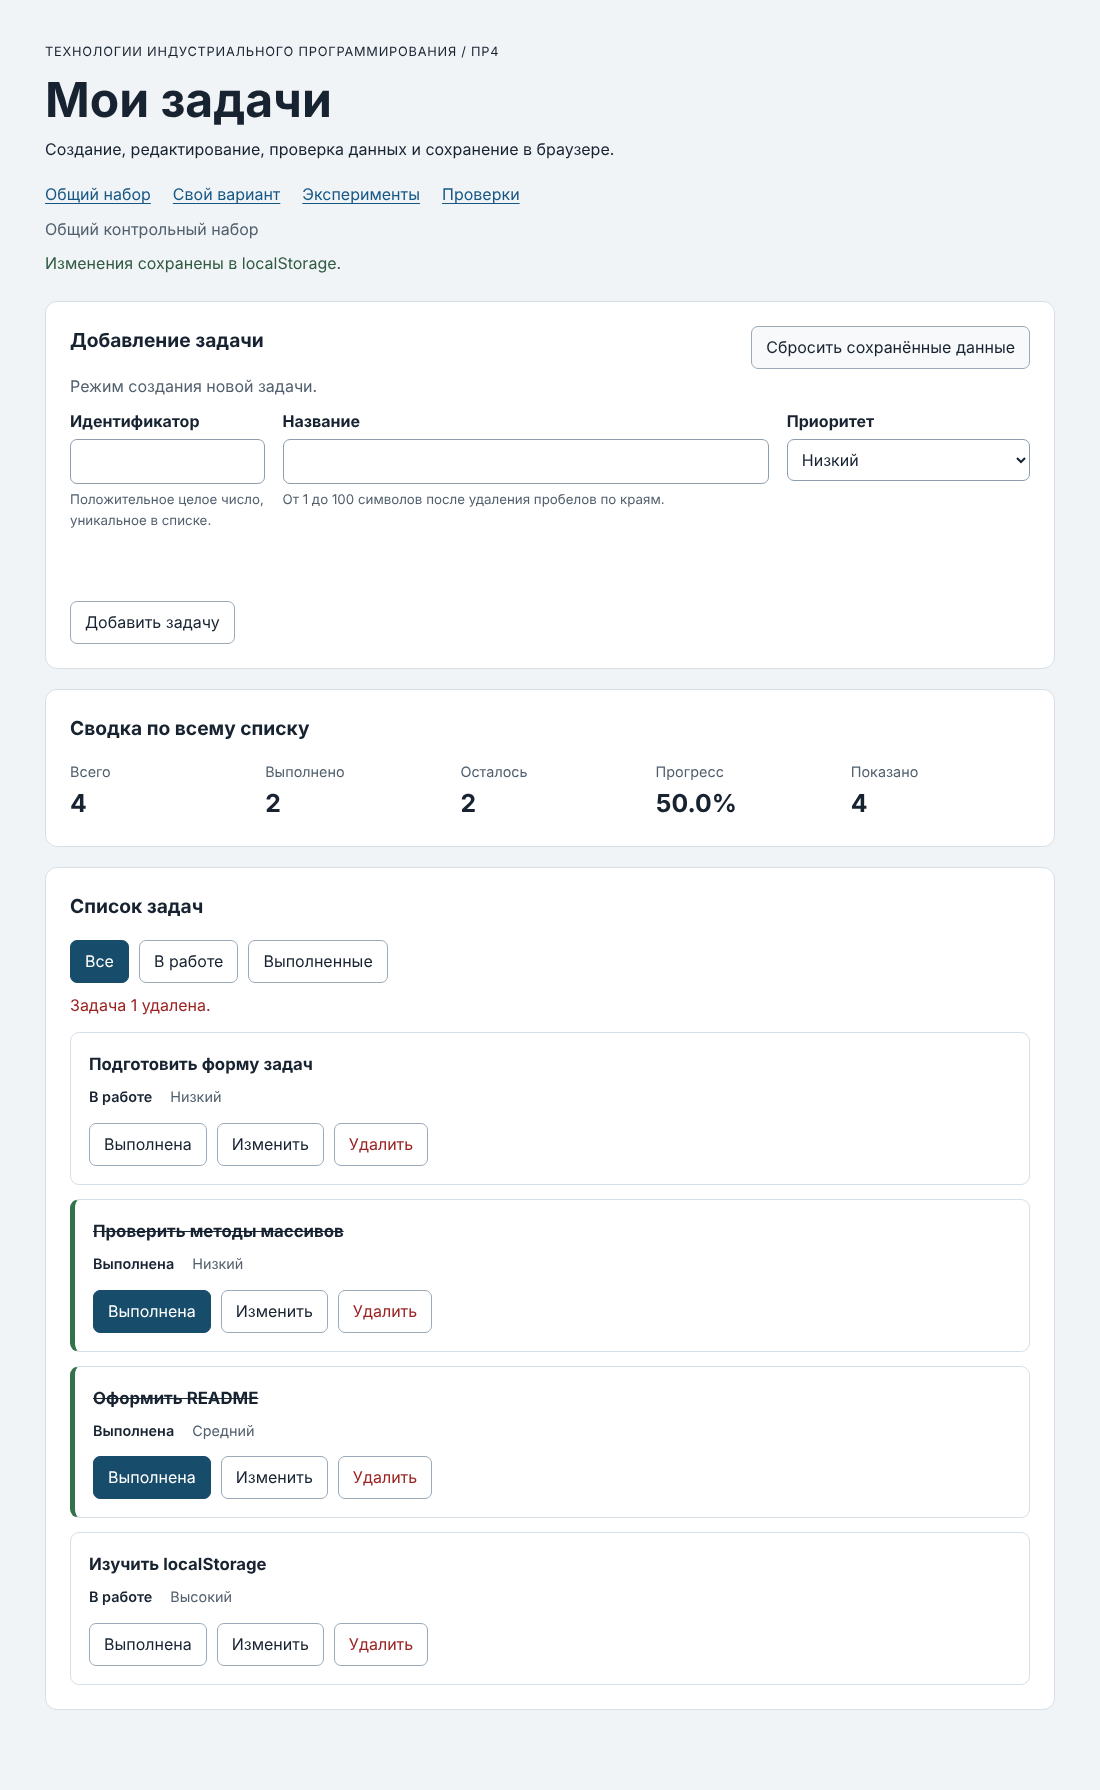 ТЕХНОЛОГИИ ИНДУСТРИАЛЬНОГО ПРОГРАММИРОВАНИЯ / ПР4
Мои задачи
Создание, редактирование, проверка данных и сохранение в браузере.
Общий набор Свой вариант Эксперименты Проверки
Общий контрольный набор
Изменения сохранены в localStorage.
Добавление задачи
Сбросить сохранённые данные
Режим создания новой задачи.
Идентификатор Название Приоритет
Низкий
Положительное целое число, От 1 до 100 символов после удаления пробелов по краям.
уникальное в списке.
Добавить задачу
Сводка по всему списку
Всего Выполнено Осталось Прогресс Показано
4 2 2 50.0% 4
Список задач
Все В работе Выполненные
Задача 1 удалена.
Подготовить форму задач
В работе Низкий
Выполнена Изменить Удалить
Проверить методы массивов
Выполнена Низкий
Выполнена Изменить Удалить
Оформить README
Выполнена Средний
Выполнена Изменить Удалить
Изучить localStorage
В работе Высокий
Выполнена Изменить Удалить